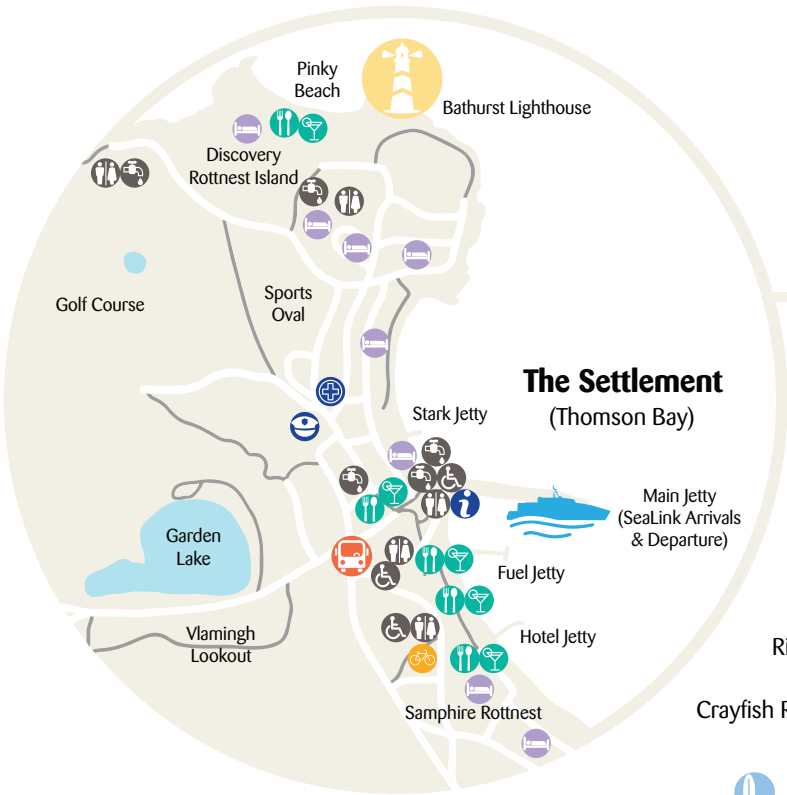 Pinky
Beach
Bathurst Lighthouse
Discovery
Rottnest Island
Golf Course
Sports
Oval
The Settlement
(Thomson Bay)
Stark Jetty
Main Jetty
(SeaLink Arrivals
& Departure)
Garden
Lake
Fuel Jetty
Vlamingh
Lookout
Hotel Jetty
Ri
Crayfish R
Samphire Rottnest